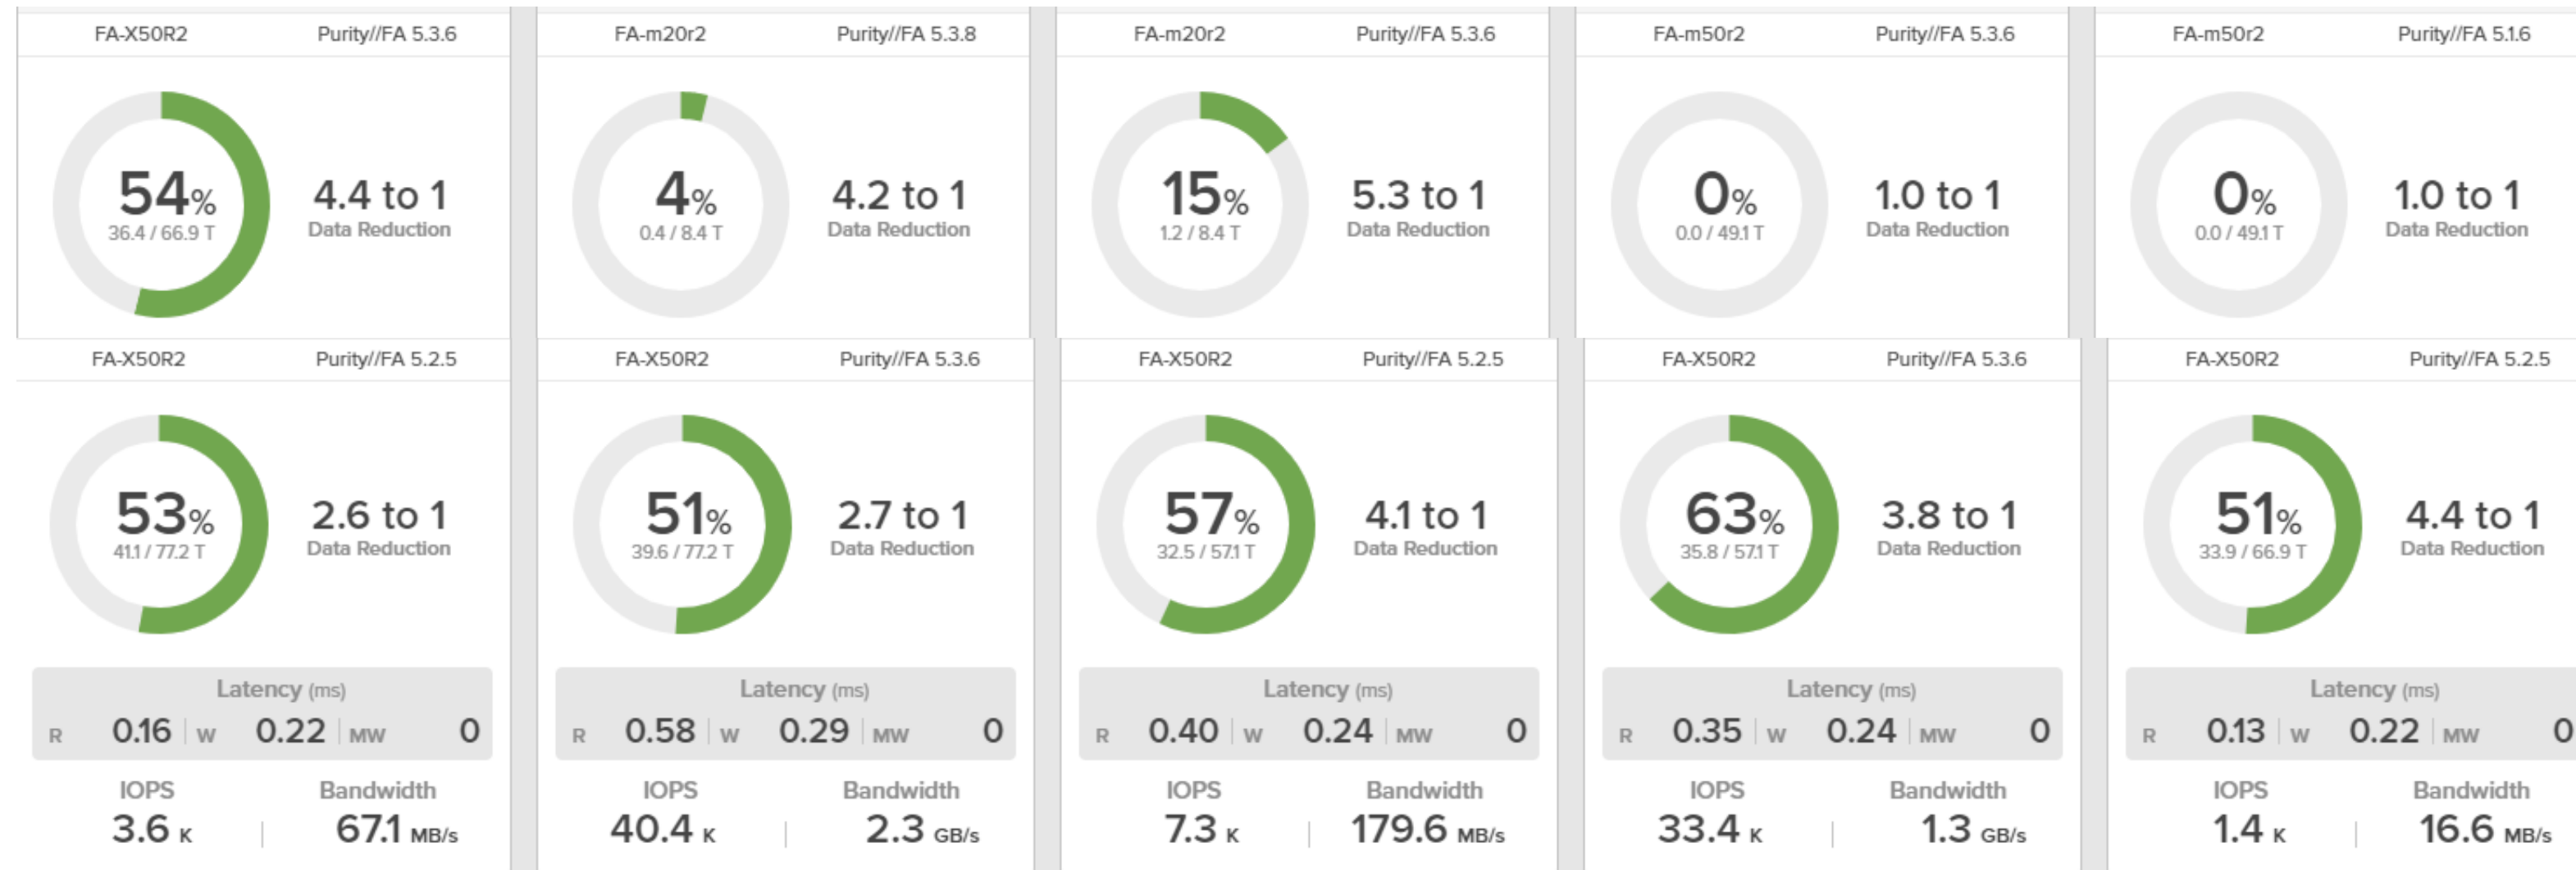 FA-X50R2 Purity//FA 5.3.6
54%
36.4 / 66.9 T
4.4 to 1
Data Reduction
FA-m20r2 Purity//FA 5.3.8
4%
0.4 / 8.4 T
4.2 to 1
Data Reduction
FA-m20r2 Purity//FA 5.3.6
15%
1.2 / 8.4 T
5.3 to 1
Data Reduction
FA-m50r2 Purity//FA 5.3.6
0%
0.0 / 49.1 T
1.0 to 1
Data Reduction
FA-m50r2 Purity//FA 5.1.6
0%
0.0 / 49.1 T
1.0 to 1
Data Reduction
FA-X50R2 Purity//FA 5.2.5
53%
41.1 / 77.2 T
2.6 to 1
Data Reduction
Latency (ms)
R 0.16 W 0.22 MW 0
IOPS Bandwidth
3.6 K 67.1 MB/s
FA-X50R2 Purity//FA 5.3.6
51%
39.6 / 77.2 T
2.7 to 1
Data Reduction
Latency (ms)
R 0.58 W 0.29 MW 0
IOPS Bandwidth
40.4 K 2.3 GB/s
FA-X50R2 Purity//FA 5.2.5
57%
32.5 / 57.1 T
4.1 to 1
Data Reduction
Latency (ms)
R 0.40 W 0.24 MW 0
IOPS Bandwidth
7.3 K 179.6 MB/s
FA-X50R2 Purity//FA 5.3.6
63%
35.8 / 57.1 T
3.8 to 1
Data Reduction
Latency (ms)
R 0.35 W 0.24 MW 0
IOPS Bandwidth
33.4 K 1.3 GB/s
FA-X50R2 Purity//FA 5.2.5
51%
33.9 / 66.9 T
4.4 to 1
Data Reduction
Latency (ms)
R 0.13 W 0.22 MW 0
IOPS Bandwidth
1.4 K 16.6 MB/s